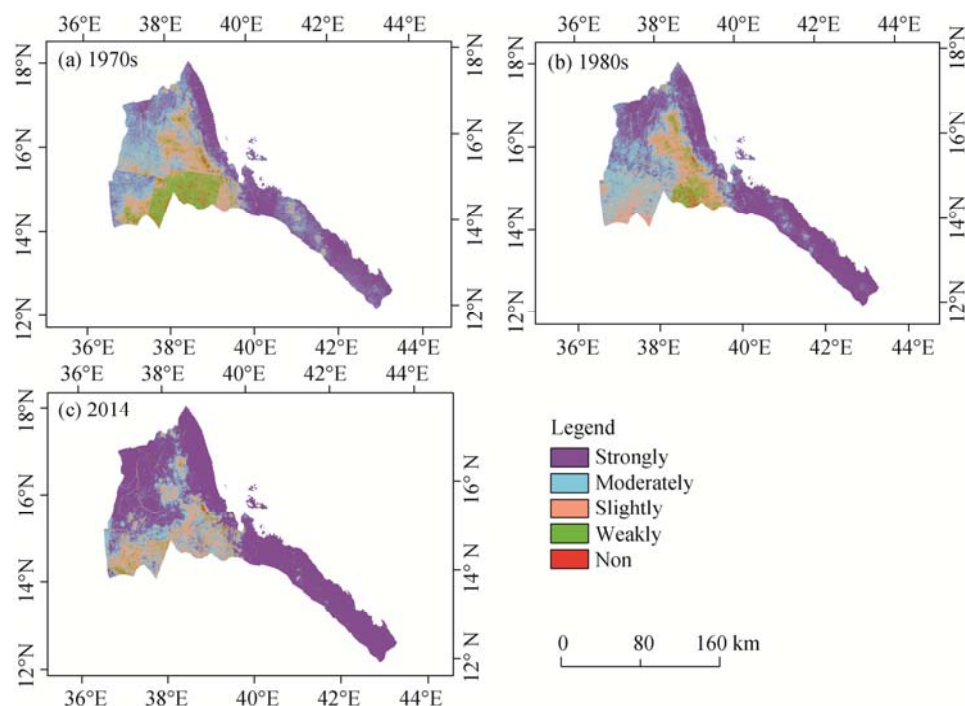 36°E 38°E 40°E 42°E 44°E
(a) 1970s
18°N 16°N 14°N 12°N
18°N 16°N 14°N 12°N
36°E 38°E 40°E 42°E 44°E
36°E 38°E 40°E 42°E 44°E
(b) 1980s
18°N 16°N 14°N 12°N
18°N 16°N 14°N 12°N
36°E 38°E 40°E 42°E 44°E
36°E 38°E 40°E 42°E 44°E
(c) 2014
18°N 16°N 14°N 12°N
16°N 14°N 12°N
36°E 38°E 40°E 42°E 44°E
Legend
Strongly
Moderately
Slightly
Weakly
Non
0 80 160 km